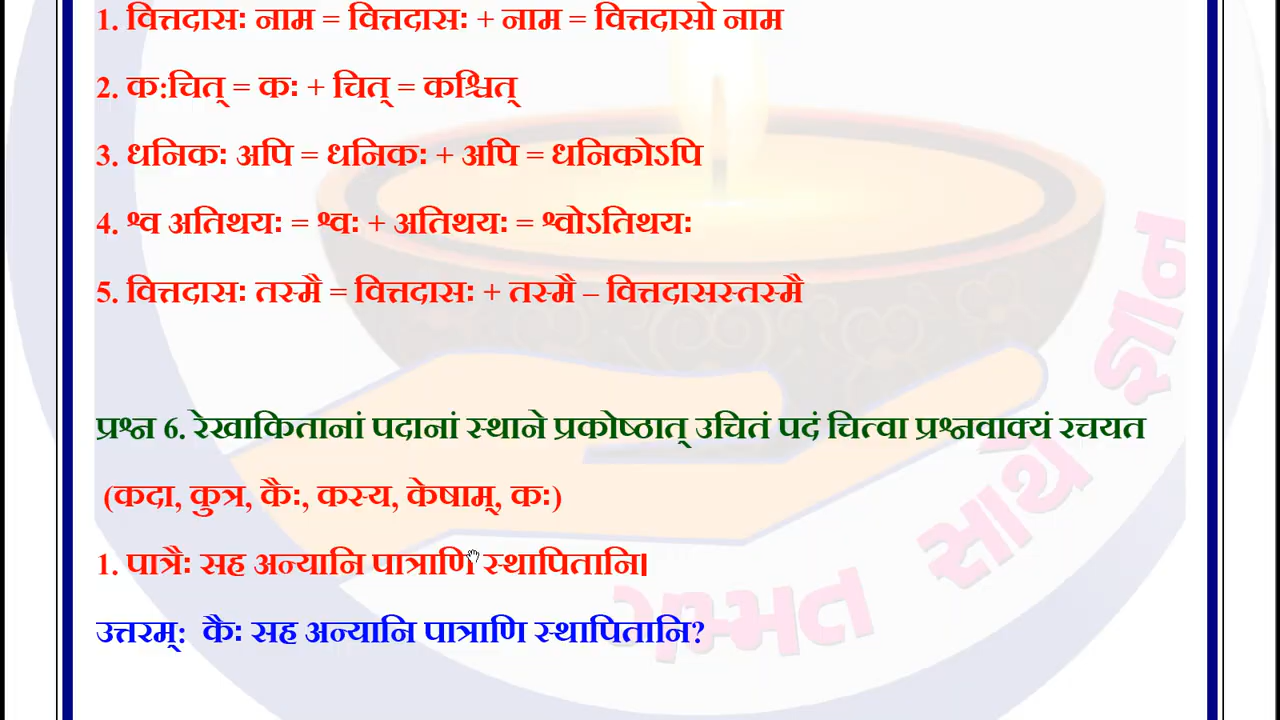 1. वित्तदासः नाम = वित्तदासः + नाम = वित्तदासो नाम
2. क:चित् = कः + चित् = कश्चित्
3. धनिकः अपि = धनिकः + अपि = धनिकोऽपि
4. श्व अतिथयः = श्वः + अतिथयः = श्वोऽतिथयः
5. वित्तदासः तस्मै = वित्तदासः + तस्मै – वित्तदासस्तस्मै
प्रश्न 6. रेखाकितानां पदानां स्थाने प्रकोष्ठात् उचितं पदं चित्वा प्रश्नवाक्यं रचयत
(कदा, कुत्र, कैः, कस्य, केषाम्, कः)
1. पात्रैः सह अन्यानि पात्राणि स्थापितानि।
उत्तरम्: कैः सह अन्यानि पात्राणि स्थापितानि?
ગમ્મત સાથે જ્ઞાન